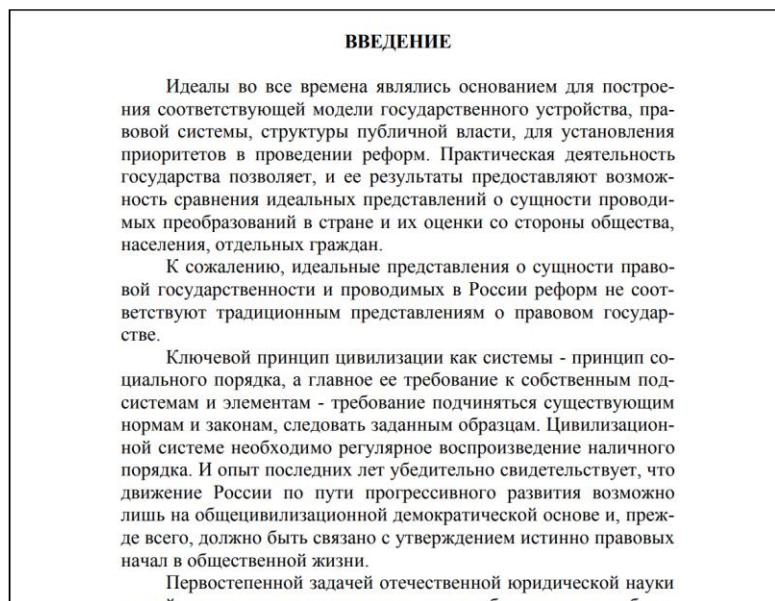 ВВЕДЕНИЕ
Идеалы во все времена являлись основанием для построе-
ния соответствующей модели государственного устройства, пра-
вовой системы, структуры публичной власти, для установления
приоритетов в проведении реформ. Практическая деятельность
государства позволяет, и ее результаты предоставляют возмож-
ность сравнения идеальных представлений о сущности проводи-
мых преобразований в стране и их оценки со стороны общества,
населения, отдельных граждан.
К сожалению, идеальные представления о сущности право-
вой государственности и проводимых в России реформ не соот-
ветствуют традиционным представлениям о правовом государ-
стве.
Ключевой принцип цивилизации как системы - принцип со-
циального порядка, а главное ее требование к собственным под-
системам и элементам - требование подчиняться существующим
нормам и законам, следовать заданным образцам. Цивилизацион-
ной системе необходимо регулярное воспроизведение наличного
порядка. И опыт последних лет убедительно свидетельствует, что
движение России по пути прогрессивного развития возможно
лишь на общецивилизационной демократической основе и, преж-
де всего, должно быть связано с утверждением истинно правовых
начал в общественной жизни.
Первостепенной задачей отечественной юридической науки